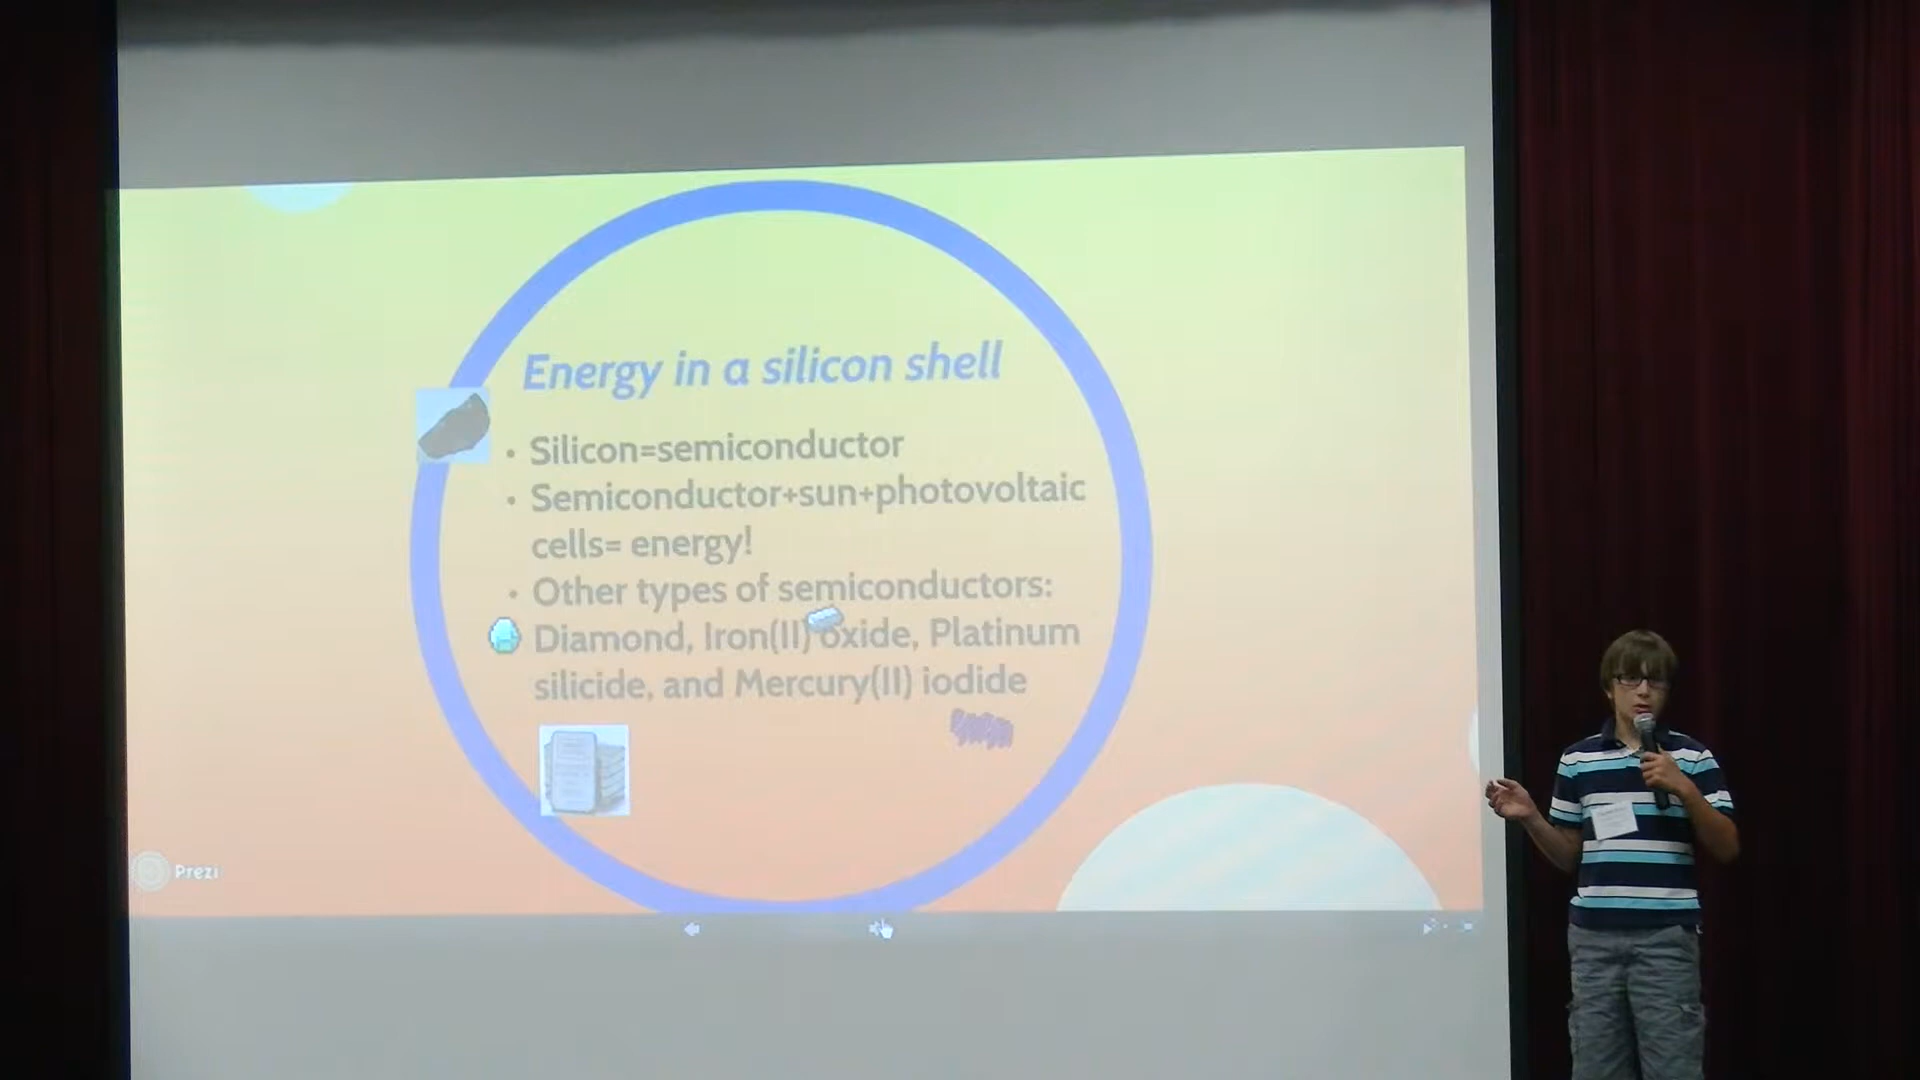 Energy in a silicon shell
• Silicon=semiconductor
• Semiconductor+sun+photovoltaic
cells= energy!
• Other types of semiconductors:
Diamond, Iron(II) oxide, Platinum
silicide, and Mercury(II) iodide
Prezi